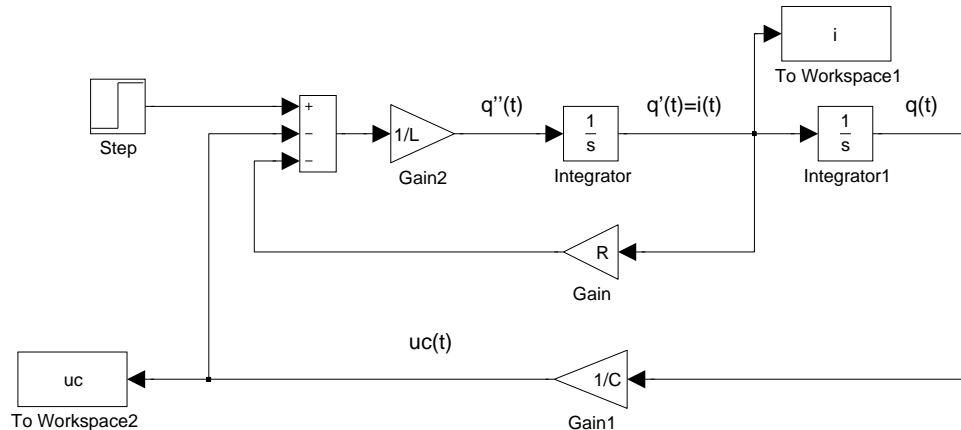 i
To Workspace1
Step
+
−
−
1/L
Gain2
q’’(t)
1
s
Integrator
q’(t)=i(t)
1
s
Integrator1
q(t)
R
Gain
uc(t)
uc
To Workspace2
1/C
Gain1